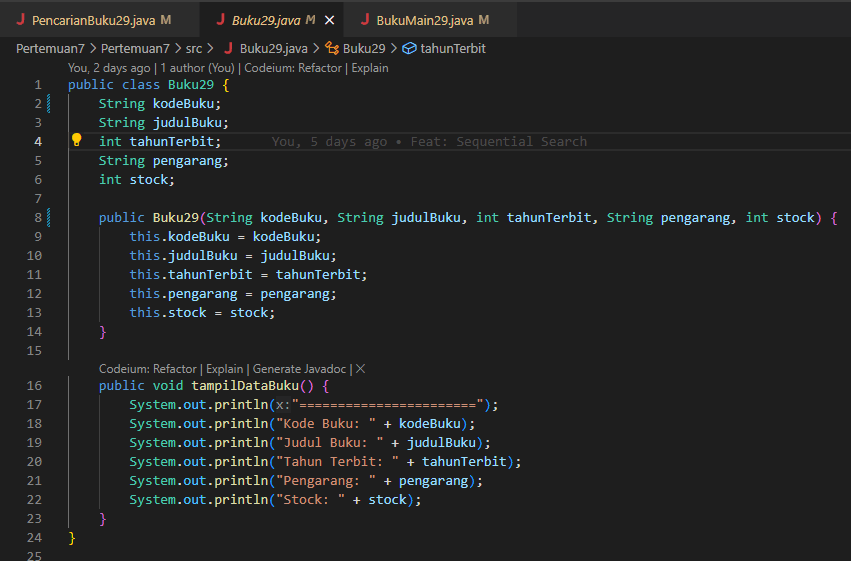 PencarianBuku29.java M Buku29.java M × BukuMain29.java M
Pertemuan7 > Pertemuan7 > src > Buku29.java > Buku29 > tahunTerbit
You, 2 days ago | 1 author (You) | Codeium: Refactor | Explain
1 public class Buku29 {
2 String kodeBuku;
3 String judulBuku;
4 int tahunTerbit; You, 5 days ago • Feat: Sequential Search
5 String pengarang;
6 int stock;
7
8 public Buku29(String kodeBuku, String judulBuku, int tahunTerbit, String pengarang, int stock) {
9 this.kodeBuku = kodeBuku;
10 this.judulBuku = judulBuku;
11 this.tahunTerbit = tahunTerbit;
12 this.pengarang = pengarang;
13 this.stock = stock;
14 }
15
Codeium: Refactor | Explain | Generate Javadoc | ×
16 public void tampilDataBuku() {
17 System.out.println(x:"=======================");
18 System.out.println("Kode Buku: " + kodeBuku);
19 System.out.println("Judul Buku: " + judulBuku);
20 System.out.println("Tahun Terbit: " + tahunTerbit);
21 System.out.println("Pengarang: " + pengarang);
22 System.out.println("Stock: " + stock);
23 }
24 }
25